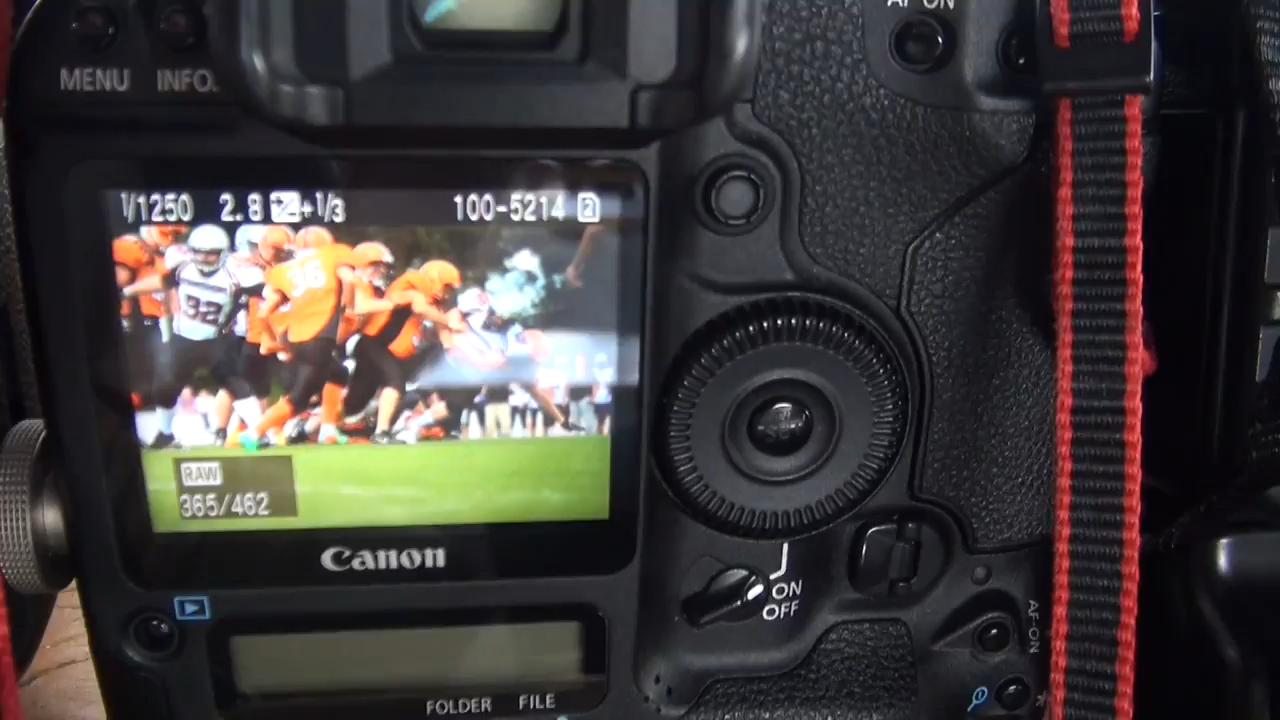 AF-ON
MENU INFO.
1/1250 2.8 +1/3 100-5214 2
36
32
RAW
365/462
Canon
ON
OFF
AF-ON
FOLDER FILE